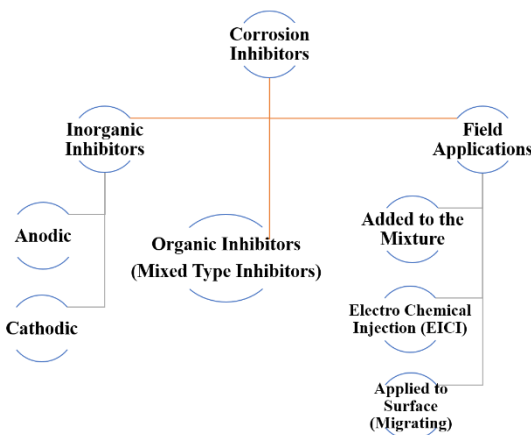 Corrosion
Inhibitors
Inorganic
Inhibitors
Field
Applications
Anodic
Cathodic
Organic Inhibitors
(Mixed Type Inhibitors)
Added to the
Mixture
Electro Chemical
Injection (EICI)
Applied to
Surface
(Migrating)